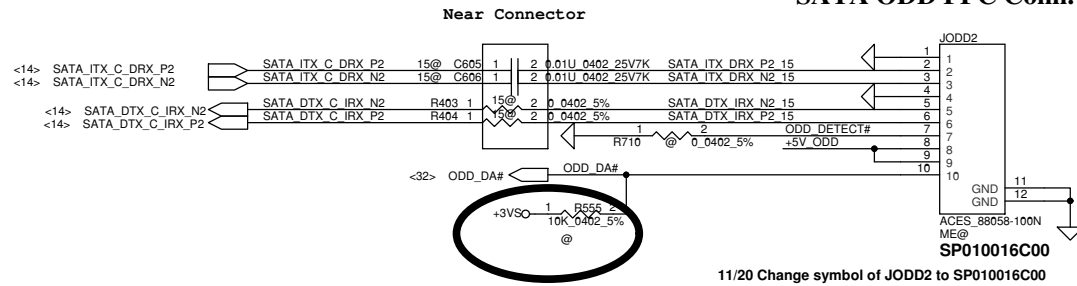 SATA ODD FFC Conn.
Near Connector
JODD2
<14> SATA_ITX_C_DRX_P2 SATA_ITX_C_DRX_P2 15@ C605 1 2 0.01U_0402_25V7K SATA_ITX_DRX_P2_15
<14> SATA_ITX_C_DRX_N2 SATA_ITX_C_DRX_N2 15@ C606 1 2 0.01U_0402_25V7K SATA_ITX_DRX_N2_15
<14> SATA_DTX_C_IRX_N2 SATA_DTX_C_IRX_N2 R403 1 15@ 2 0_0402_5% SATA_DTX_IRX_N2_15
<14> SATA_DTX_C_IRX_P2 SATA_DTX_C_IRX_P2 R404 1 15@ 2 0_0402_5% SATA_DTX_IRX_P2_15
1 2 ODD_DETECT#
R710 @ 0_0402_5% +5V_ODD
<32> ODD_DA# ODD_DA#
1 1
2 2
3 3
4 4
5 5
6 6
7 7
8 8
9 9
10 10
GND 11
GND 12
+3VS 1 R555 2
10K_0402_5%
@
ACES_88058-100N
ME@
SP010016C00
11/20 Change symbol of JODD2 to SP010016C00